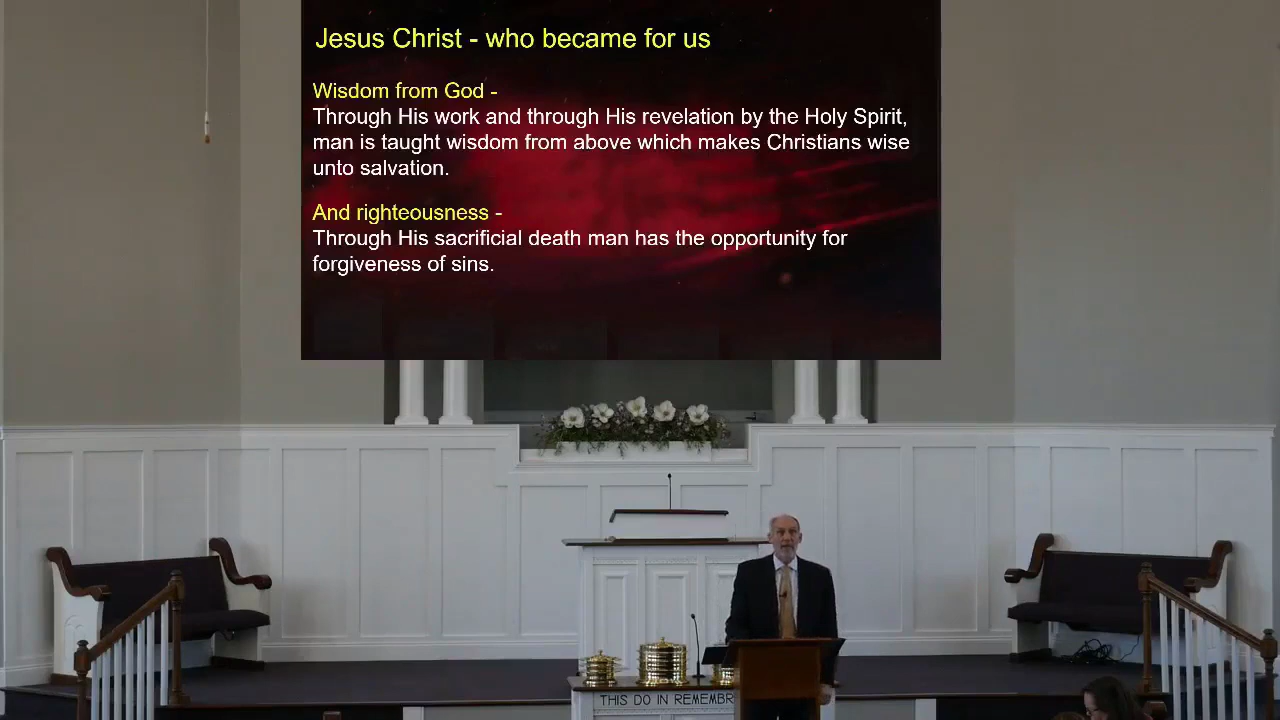 Jesus Christ - who became for us
Wisdom from God -
Through His work and through His revelation by the Holy Spirit,
man is taught wisdom from above which makes Christians wise
unto salvation.
And righteousness -
Through His sacrificial death man has the opportunity for
forgiveness of sins.
THIS DO IN REMEMBR